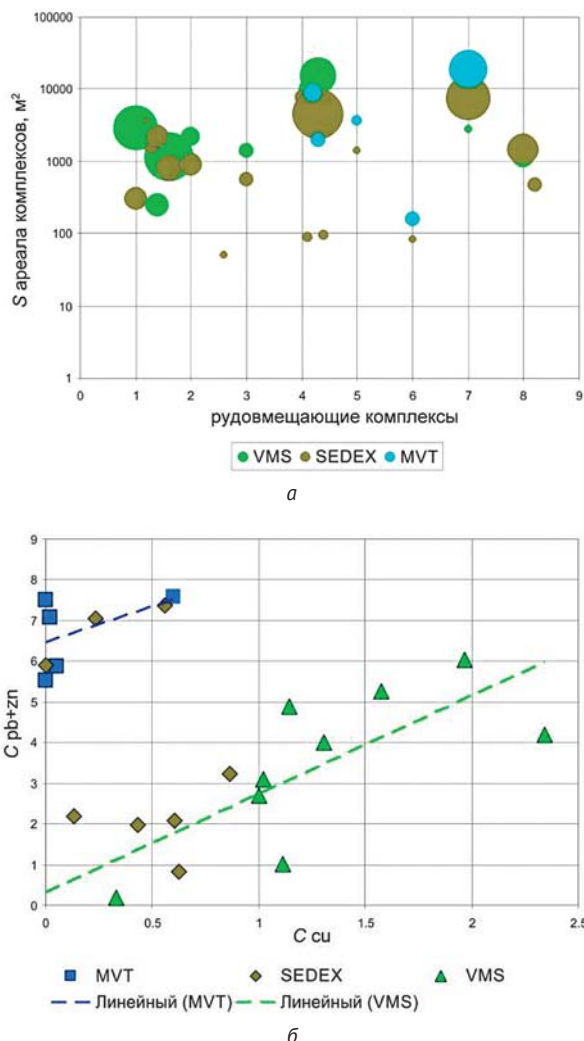 100000
10000
1000
100
10
1
S ареала комплексов, м²
0 1 2 3 4 5 6 7 8 9
рудовмещающие комплексы
VMS SEDEX MVT
а
9
8
7
6
5
4
3
2
1
0
C pb+zn
0 0.5 1 1.5 2 2.5
C cu
MVT SEDEX VMS
Линейный (MVT) Линейный (VMS)
б